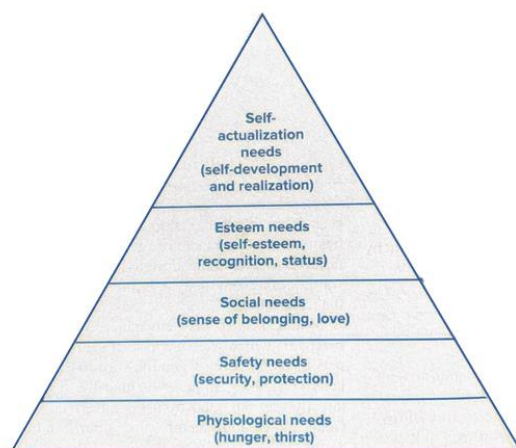 Self-
actualization
needs
(self-development
and realization)
Esteem needs
(self-esteem,
recognition, status)
Social needs
(sense of belonging, love)
Safety needs
(security, protection)
Physiological needs
(hunger, thirst)